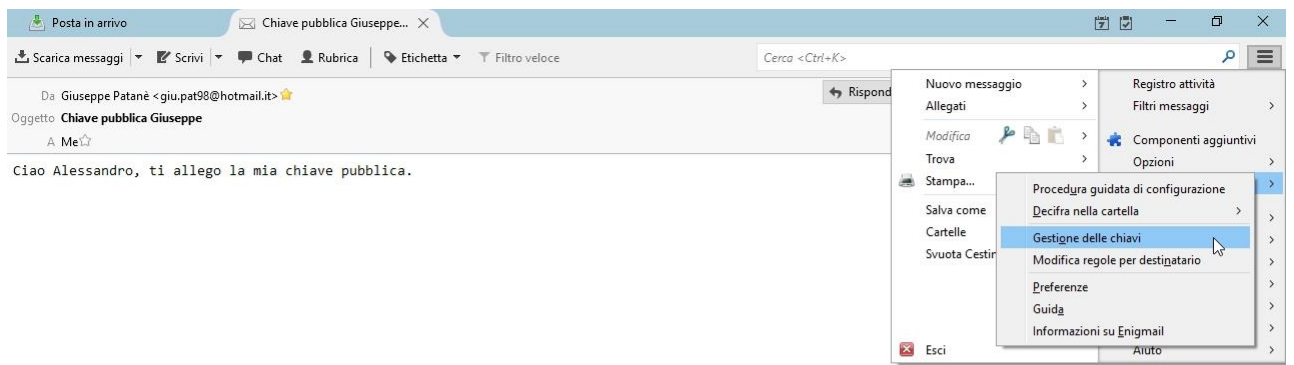 Posta in arrivo
Chiave pubblica Giuseppe...
Scarica messaggi
Scrivi
Chat
Rubrica
Etichetta
Filtro veloce
Cerca <Ctrl+K>
Da Giuseppe Patanè <giu.pat98@hotmail.it>
Oggetto Chiave pubblica Giuseppe
A Me
Ciao Alessandro, ti allego la mia chiave pubblica.
Nuovo messaggio
Allegati
Modifica
Trova
Stampa...
Salva come
Cartelle
Esci
Registro attività
Filtri messaggi
Componenti aggiuntivi
Opzioni
Aiuto
Procedura guidata di configurazione
Decifra nella cartella
Gestione delle chiavi
Modifica regole per destinatario
Preferenze
Guida
Informazioni su Enigmail